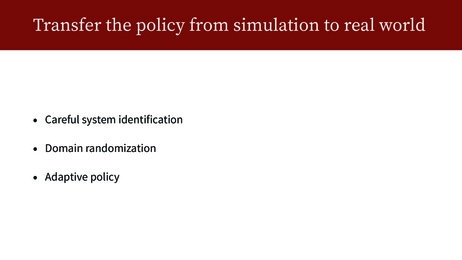 Transfer the policy from simulation to real world
• Careful system identification
• Domain randomization
• Adaptive policy